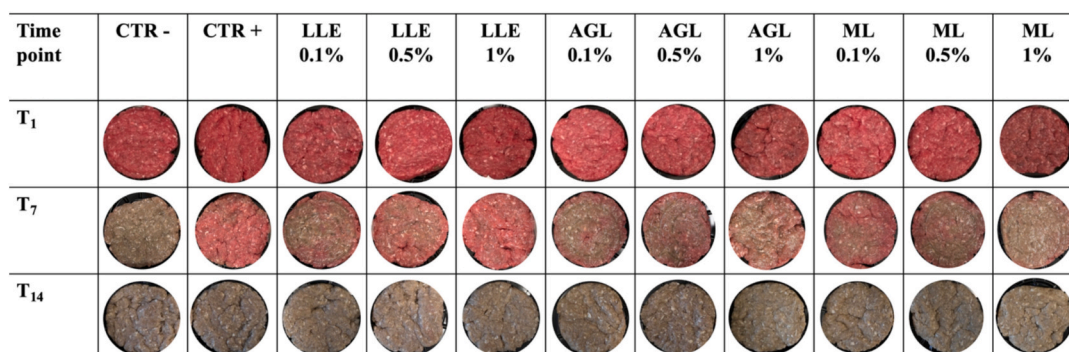 Time point CTR - CTR + LLE 0.1% LLE 0.5% LLE 1% AGL 0.1% AGL 0.5% AGL 1% ML 0.1% ML 0.5% ML 1%
T₁
T₇
T₁₄